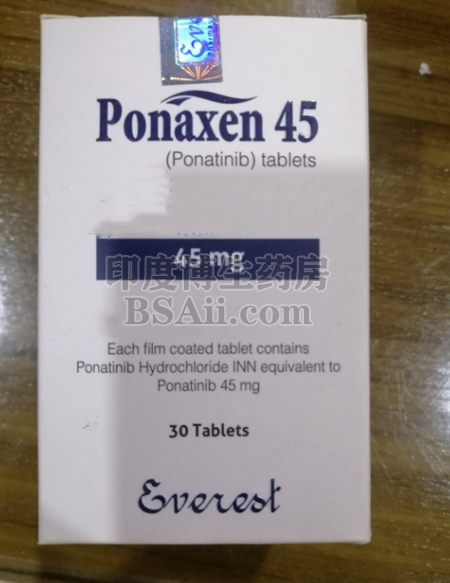 Ponaxen 45
(Ponatinib) tablets
45 mg
印度博生药房
BSAii.com
Each film coated tablet contains
Ponatinib Hydrochloride INN equivalent to
Ponatinib 45 mg
30 Tablets
Everest